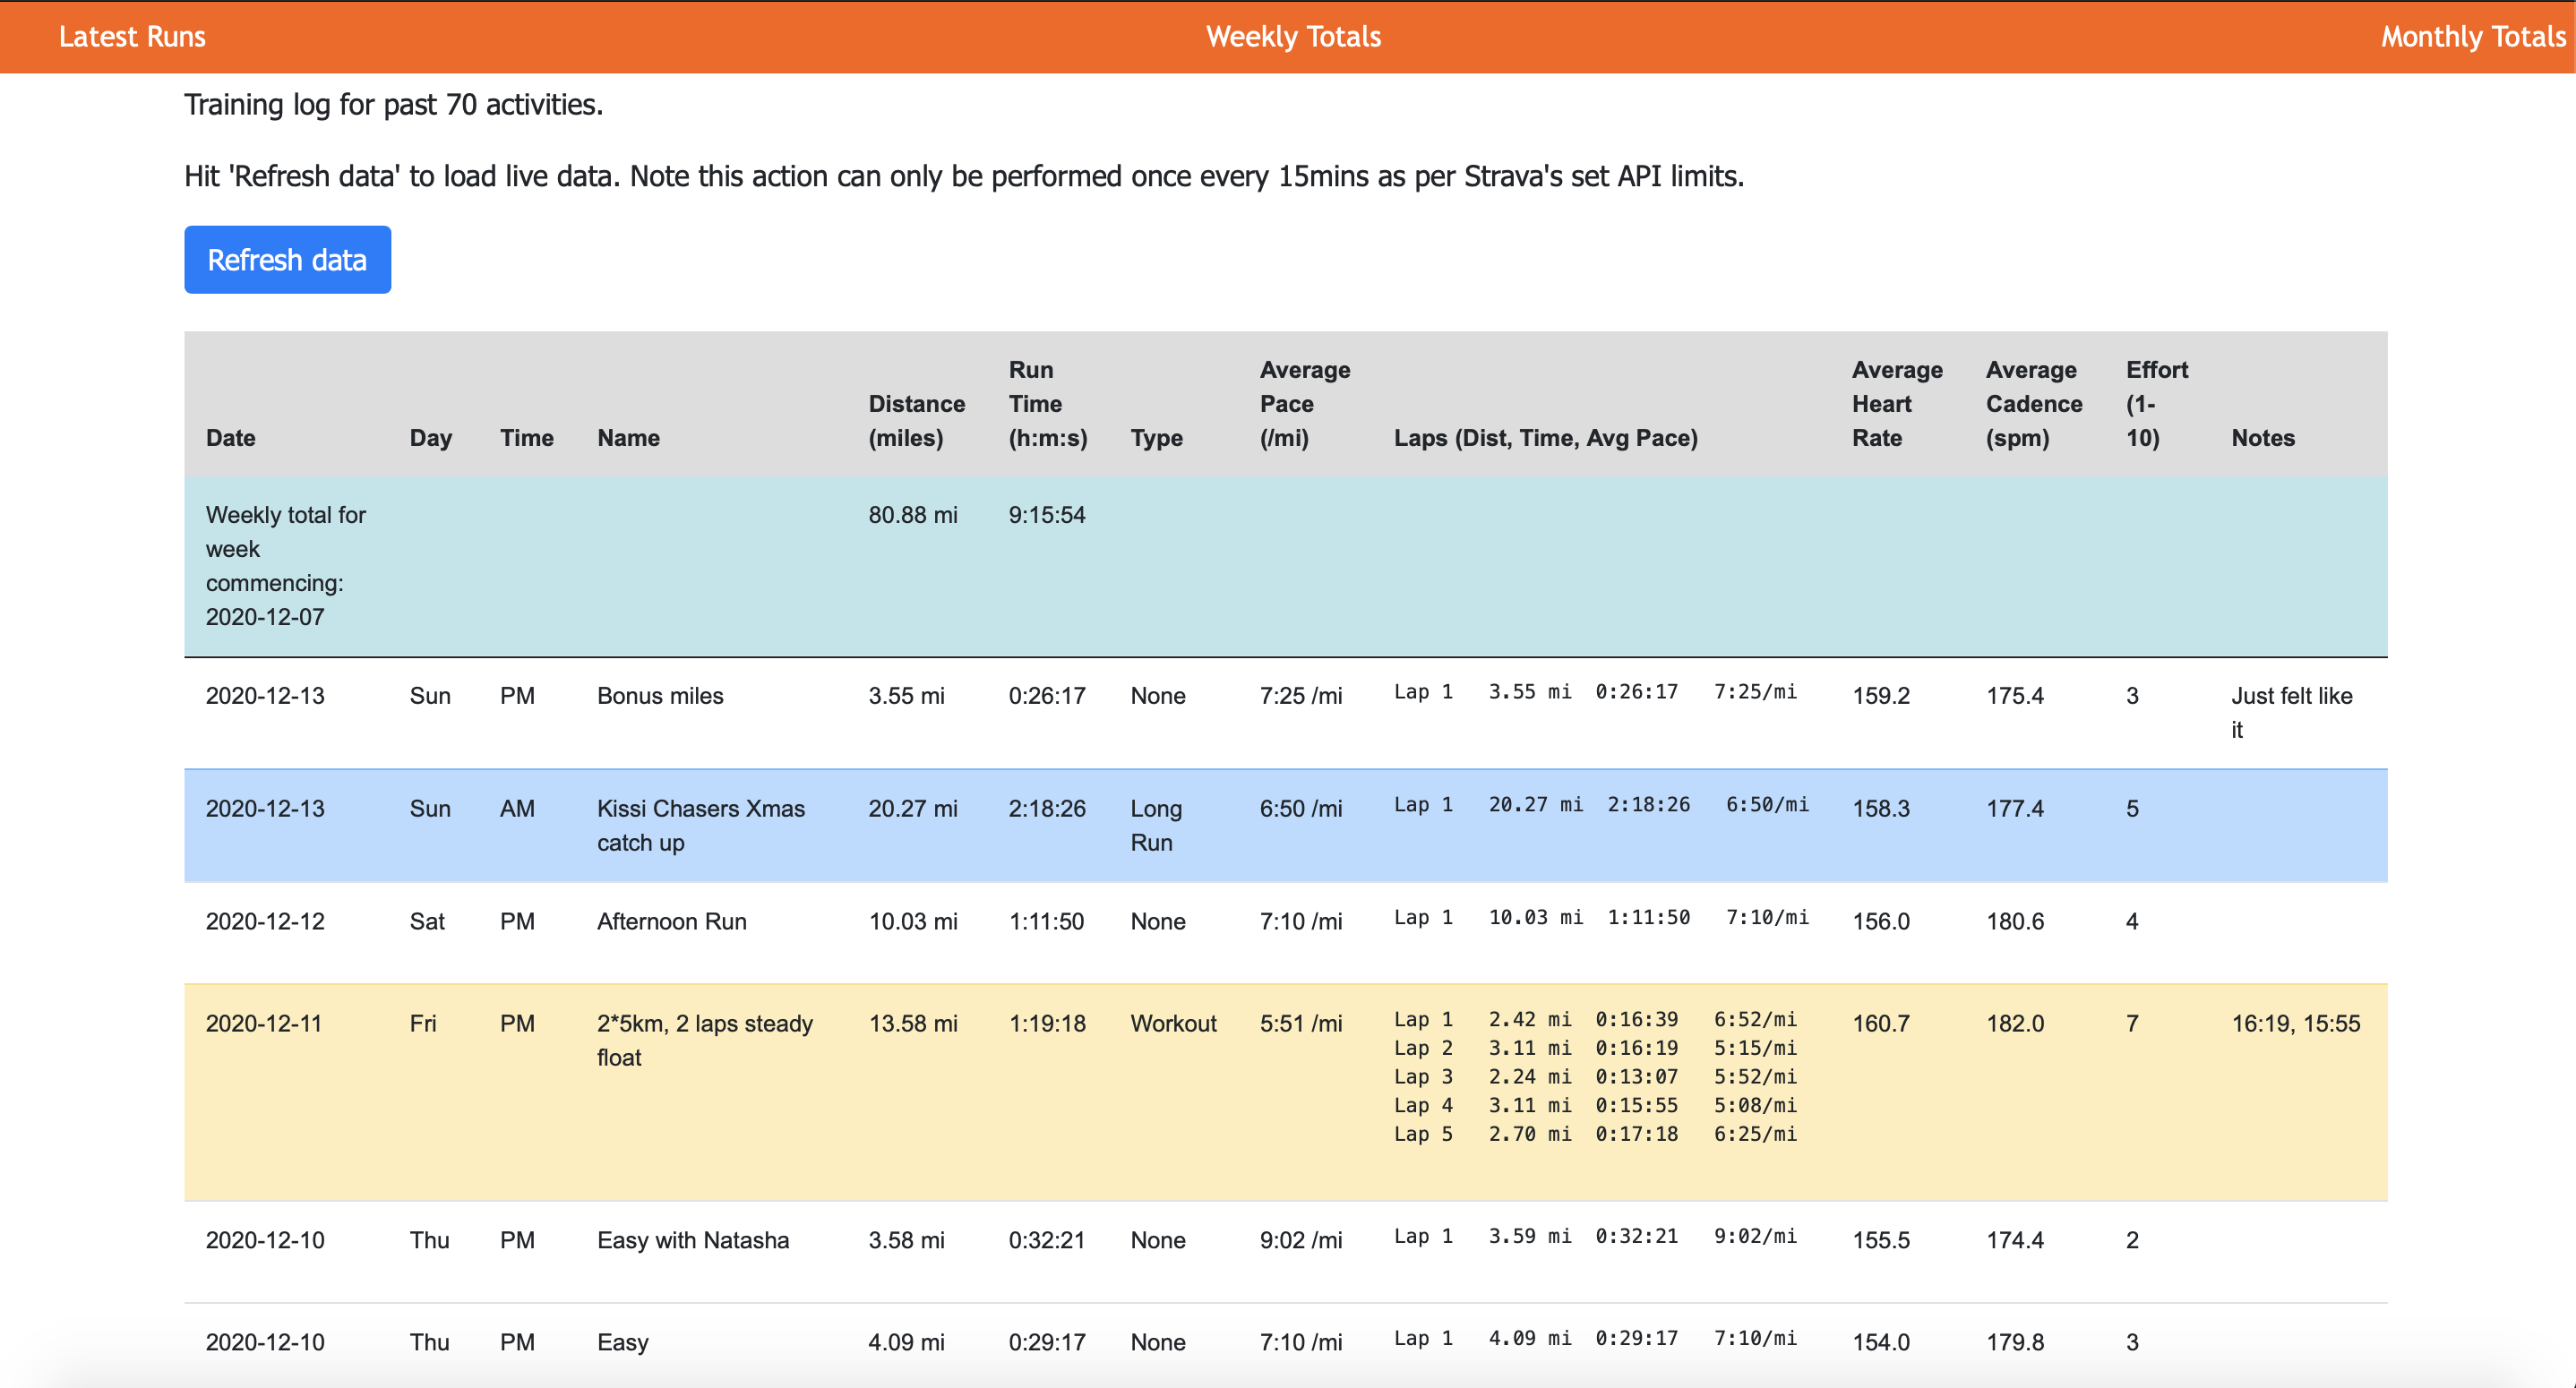 Latest Runs Weekly Totals Monthly Totals
Training log for past 70 activities.
Hit 'Refresh data' to load live data. Note this action can only be performed once every 15mins as per Strava's set API limits.
Refresh data
Date Day Time Name Distance (miles) Run Time (h:m:s) Type Average Pace (/mi) Laps (Dist, Time, Avg Pace) Average Heart Rate Average Cadence (spm) Effort (1-10) Notes
Weekly total for week commencing: 2020-12-07 80.88 mi 9:15:54
2020-12-13 Sun PM Bonus miles 3.55 mi 0:26:17 None 7:25 /mi Lap 1 3.55 mi 0:26:17 7:25/mi 159.2 175.4 3 Just felt like it
2020-12-13 Sun AM Kissi Chasers Xmas catch up 20.27 mi 2:18:26 Long Run 6:50 /mi Lap 1 20.27 mi 2:18:26 6:50/mi 158.3 177.4 5
2020-12-12 Sat PM Afternoon Run 10.03 mi 1:11:50 None 7:10 /mi Lap 1 10.03 mi 1:11:50 7:10/mi 156.0 180.6 4
2020-12-11 Fri PM 2*5km, 2 laps steady float 13.58 mi 1:19:18 Workout 5:51 /mi Lap 1 2.42 mi 0:16:39 6:52/mi 160.7 182.0 7 16:19, 15:55
Lap 2 3.11 mi 0:16:19 5:15/mi
Lap 3 2.24 mi 0:13:07 5:52/mi
Lap 4 3.11 mi 0:15:55 5:08/mi
Lap 5 2.70 mi 0:17:18 6:25/mi
2020-12-10 Thu PM Easy with Natasha 3.58 mi 0:32:21 None 9:02 /mi Lap 1 3.59 mi 0:32:21 9:02/mi 155.5 174.4 2
2020-12-10 Thu PM Easy 4.09 mi 0:29:17 None 7:10 /mi Lap 1 4.09 mi 0:29:17 7:10/mi 154.0 179.8 3